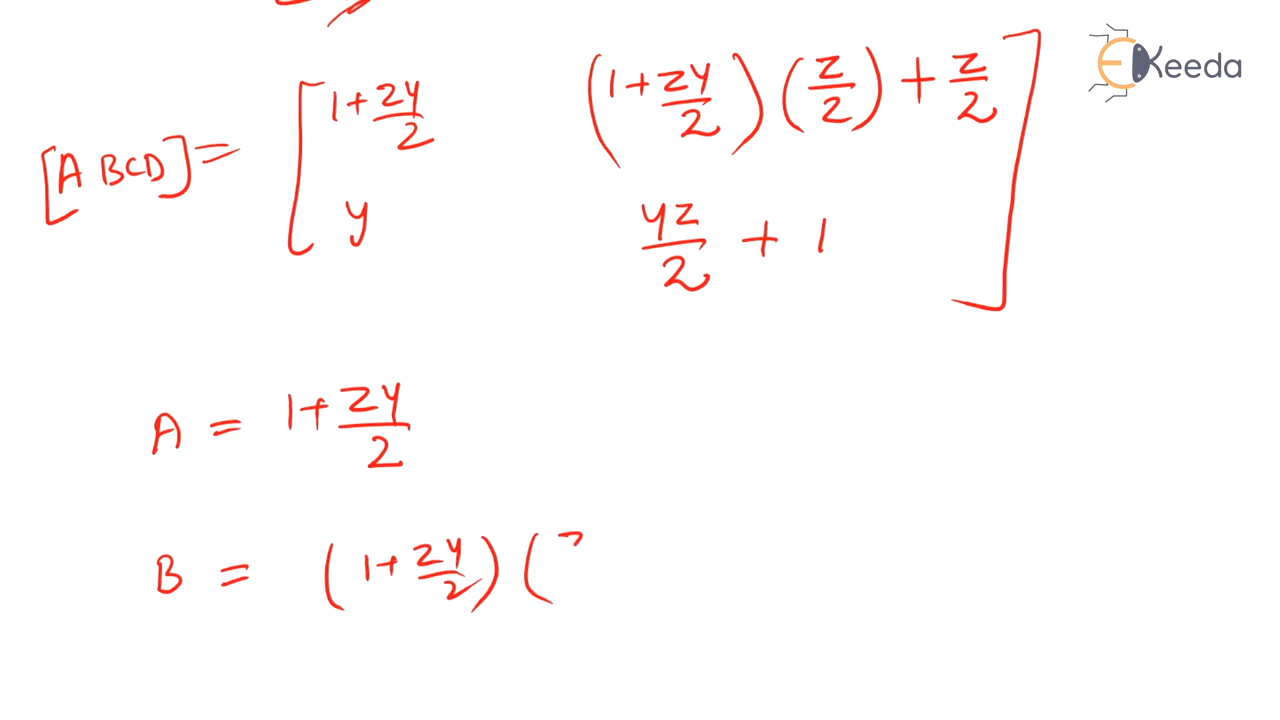 EKeeda
[ABCD] = [ 1 + zy/2    (1 + zy/2)(z/2) + z/2
y    yz/2 + 1 ]
A = 1 + zy/2
B = (1 + zy/2)(